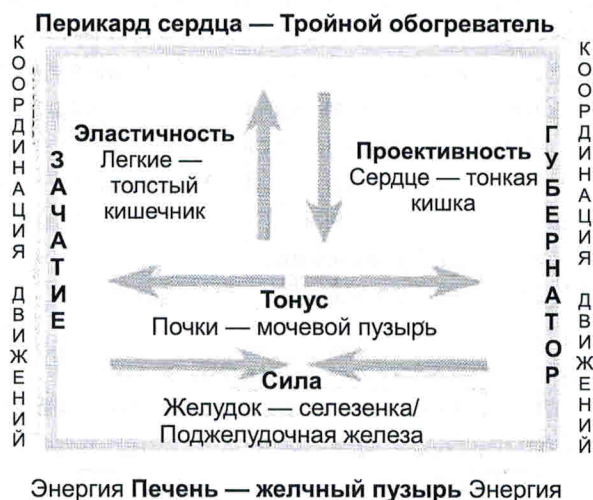 Перикард сердца — Тройной обогреватель
КООРДИНАЦИЯ ДВИЖЕНИЙ
ЗАЧАТИЕ
Эластичность
Легкие —
толстый
кишечник
Проективность
Сердце — тонкая
кишка
ГУБЕРНАТОР
КООРДИНАЦИЯ ДВИЖЕНИЙ
Тонус
Почки — мочевой пузырь
Сила
Желудок — селезенка/
Поджелудочная железа
Энергия Печень — желчный пузырь Энергия